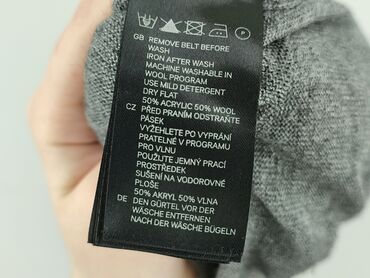 P
GB REMOVE BELT BEFORE
WASH
IRON AFTER WASH
MACHINE WASHABLE IN
WOOL PROGRAM
USE MILD DETERGENT
DRY FLAT
50% ACRYLIC 50% WOOL
CZ PŘED PRANÍM ODSTRAŇTE
PÁSEK
VYŽEHLETE PO VYPRÁNÍ
PRATELNÉ V PROGRAMU
PRO VLNU
POUŽIJTE JEMNÝ PRACÍ
PROSTŘEDEK
SUŠENÍ NA VODOROVNÉ
PLOŠE
50% AKRYL 50% VLNA
DE DEN GÜRTEL VOR DER
WÄSCHE ENTFERNEN
NACH DER WÄSCHE BÜGELN